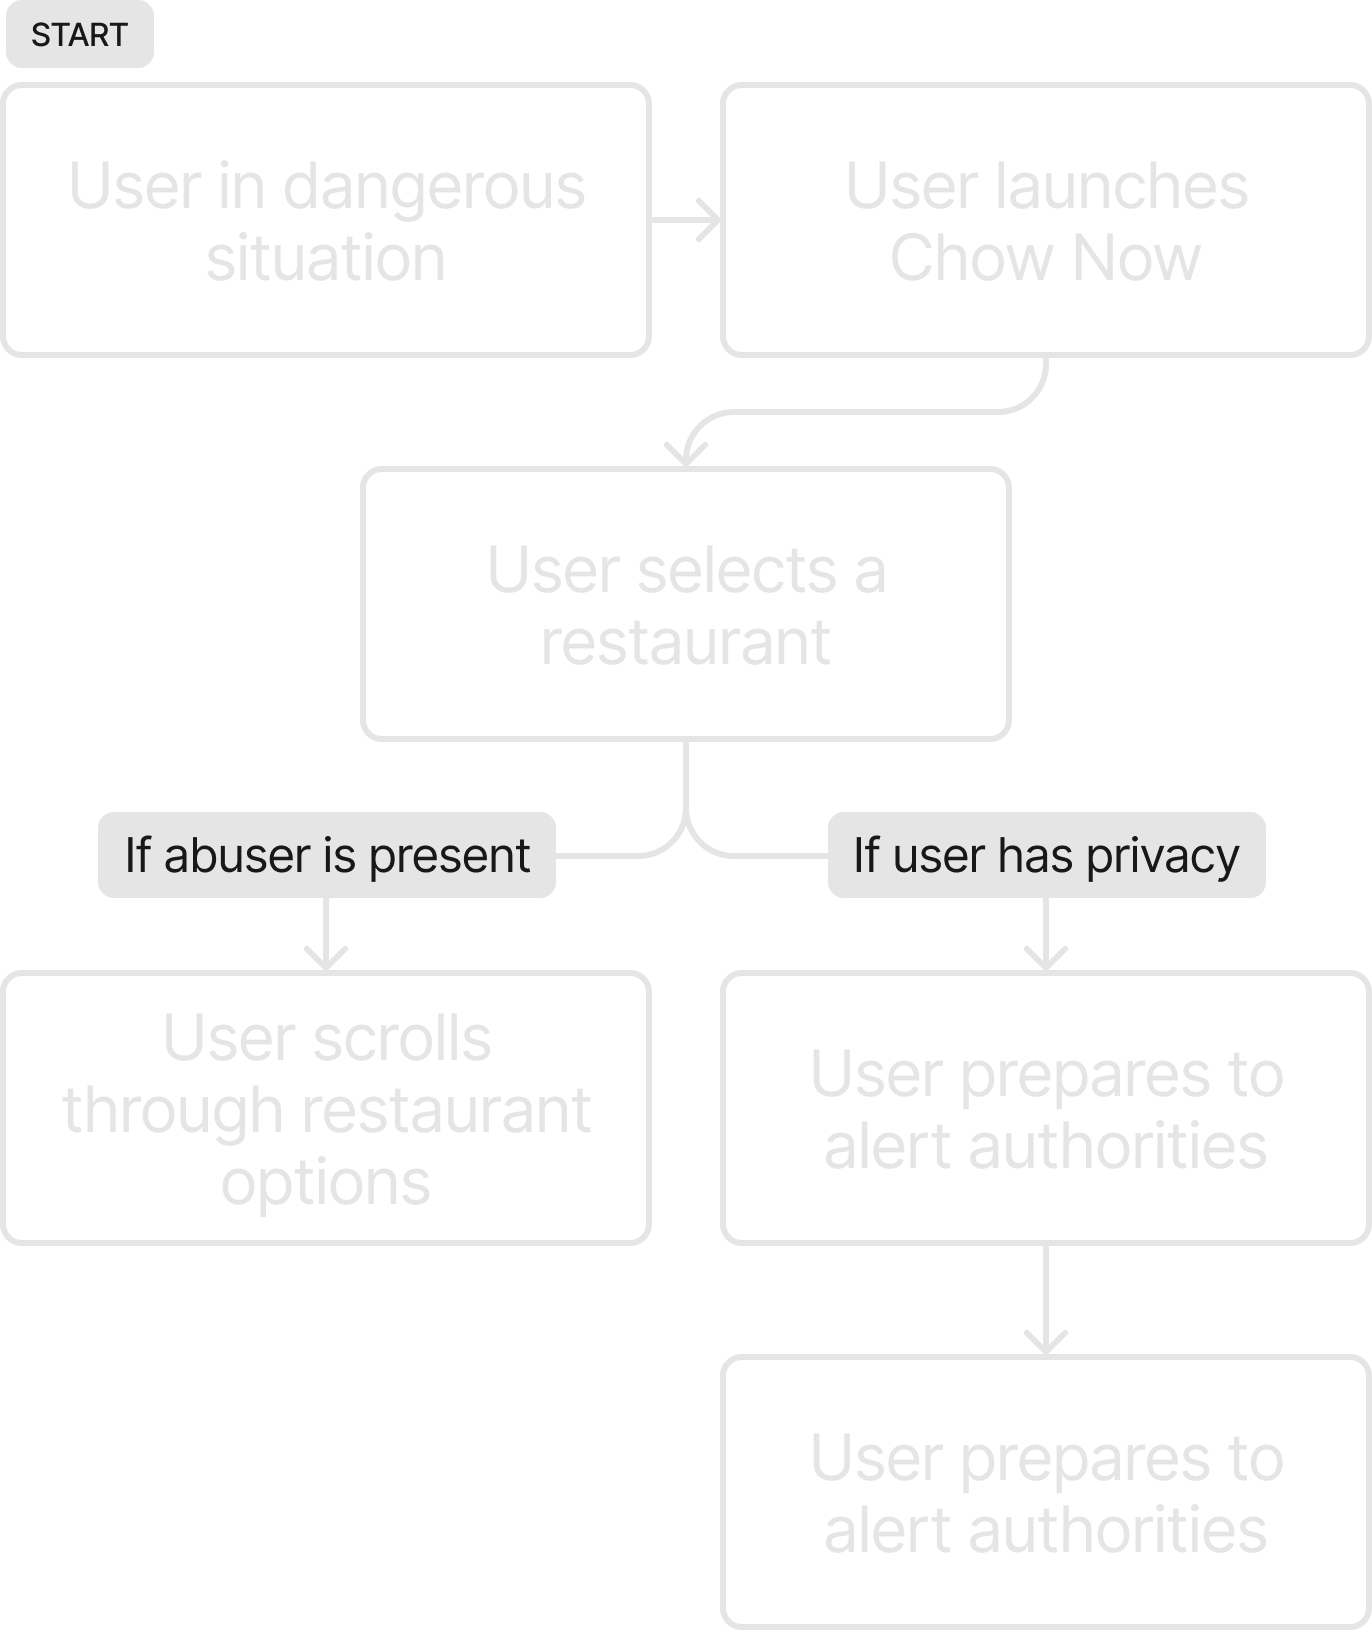 START
User in dangerous
situation
User launches
Chow Now
User selects a
restaurant
If abuser is present
If user has privacy
User scrolls
through restaurant
options
User prepares to
alert authorities
User prepares to
alert authorities